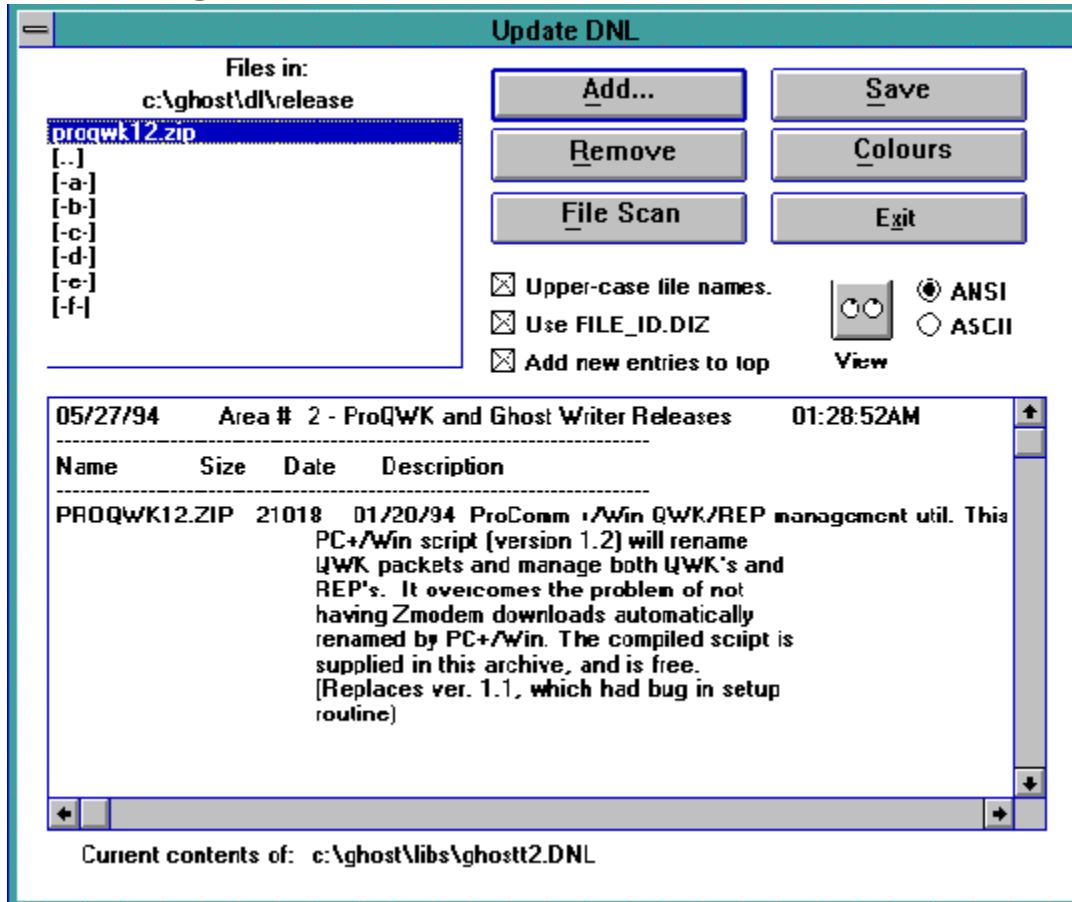 Update DNL
Files in:
c:\ghost\dl\release
proqwk12.zip
[..]
[-a-]
[-b-]
[-c-]
[-d-]
[-e-]
[-f-]
Add...
Save
Remove
Colours
File Scan
Exit
Upper-case file names.
Use FILE_ID.DIZ
Add new entries to top
View
ANSI
ASCII
05/27/94 Area # 2 - ProQWK and Ghost Writer Releases 01:28:52AM
--------------------------------------------------------------------------
Name Size Date Description
--------------------------------------------------------------------------
PROQWK12.ZIP 21018 01/20/94 ProComm +/Win QWK/REP management util. This
PC+/Win script (version 1.2) will rename
QWK packets and manage both QWK's and
REP's. It overcomes the problem of not
having Zmodem downloads automatically
renamed by PC+/Win. The compiled script is
supplied in this archive, and is free.
(Replaces ver. 1.1, which had bug in setup
routine)
Current contents of: c:\ghost\libs\ghostt2.DNL